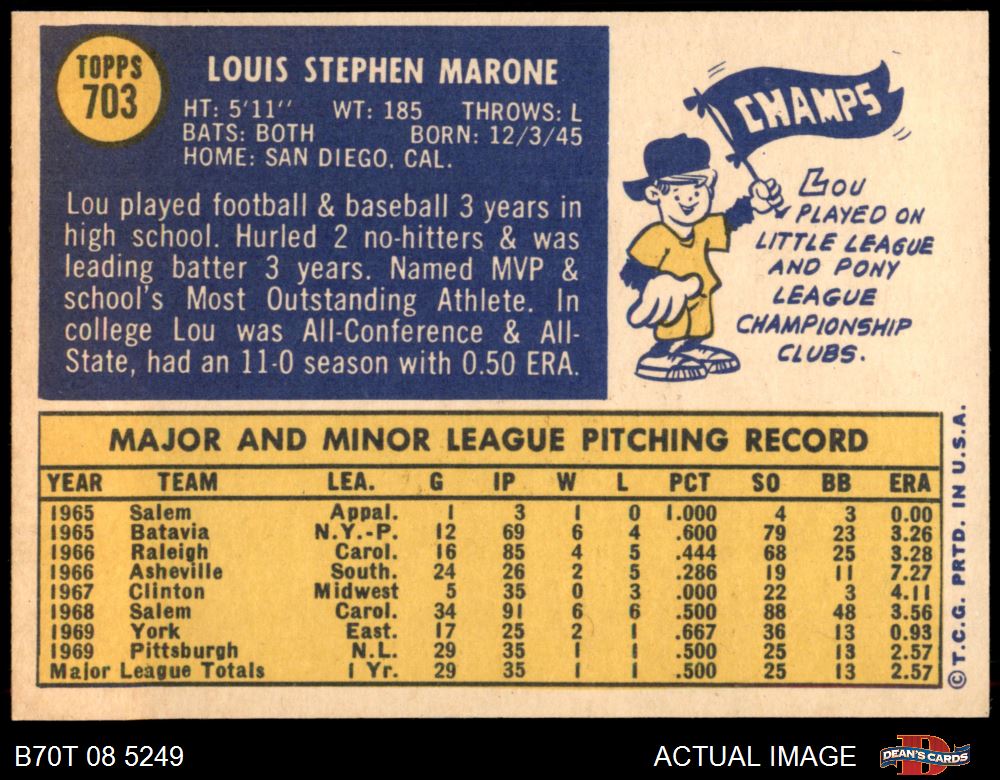 TOPPS
703
LOUIS STEPHEN MARONE
HT: 5'11'' WT: 185 THROWS: L
BATS: BOTH BORN: 12/3/45
HOME: SAN DIEGO, CAL.
Lou played football & baseball 3 years in
high school. Hurled 2 no-hitters & was
leading batter 3 years. Named MVP &
school's Most Outstanding Athlete. In
college Lou was All-Conference & All-
State, had an 11-0 season with 0.50 ERA.
CHAMPS
LOU
PLAYED ON
LITTLE LEAGUE
AND PONY
LEAGUE
CHAMPIONSHIP
CLUBS.
MAJOR AND MINOR LEAGUE PITCHING RECORD
YEAR TEAM LEA. G IP W L PCT SO BB ERA
1965 Salem Appal. 1 3 1 0 1.000 4 3 0.00
1965 Batavia N.Y.-P. 12 69 6 4 .600 79 23 3.26
1966 Raleigh Carol. 16 85 4 5 .444 68 25 3.28
1966 Asheville South. 24 26 2 5 .286 19 11 7.27
1967 Clinton Midwest 5 35 0 3 .000 22 3 4.11
1968 Salem Carol. 34 91 6 6 .500 88 48 3.56
1969 York East. 17 25 2 1 .667 36 13 0.93
1969 Pittsburgh N.L. 29 35 1 1 .500 25 13 2.57
Major League Totals 1 Yr. 29 35 1 1 .500 25 13 2.57
© T.C.G. PRTD. IN U.S.A.
B70T 08 5249
ACTUAL IMAGE
DEAN'S CARDS